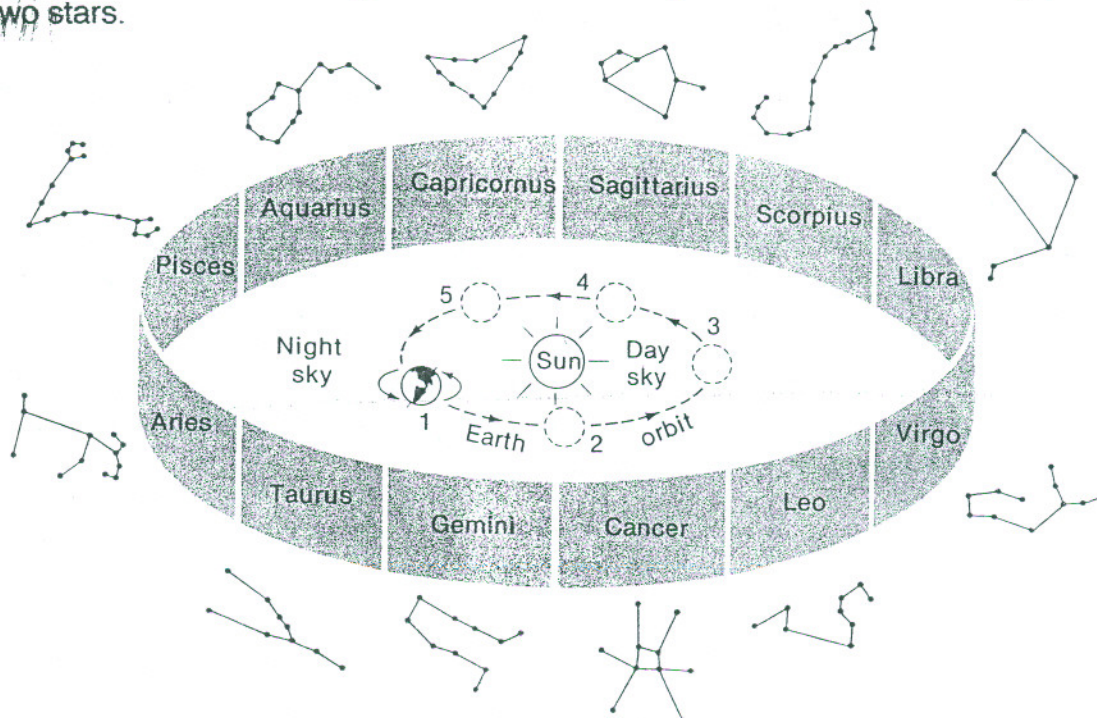 two stars.
Capricornus
Sagittarius
Aquarius
Scorpius
Pisces
Libra
5
4
3
Night
sky
Sun
Day
sky
1
Earth
2
orbit
Aries
Virgo
Taurus
Leo
Gemini
Cancer